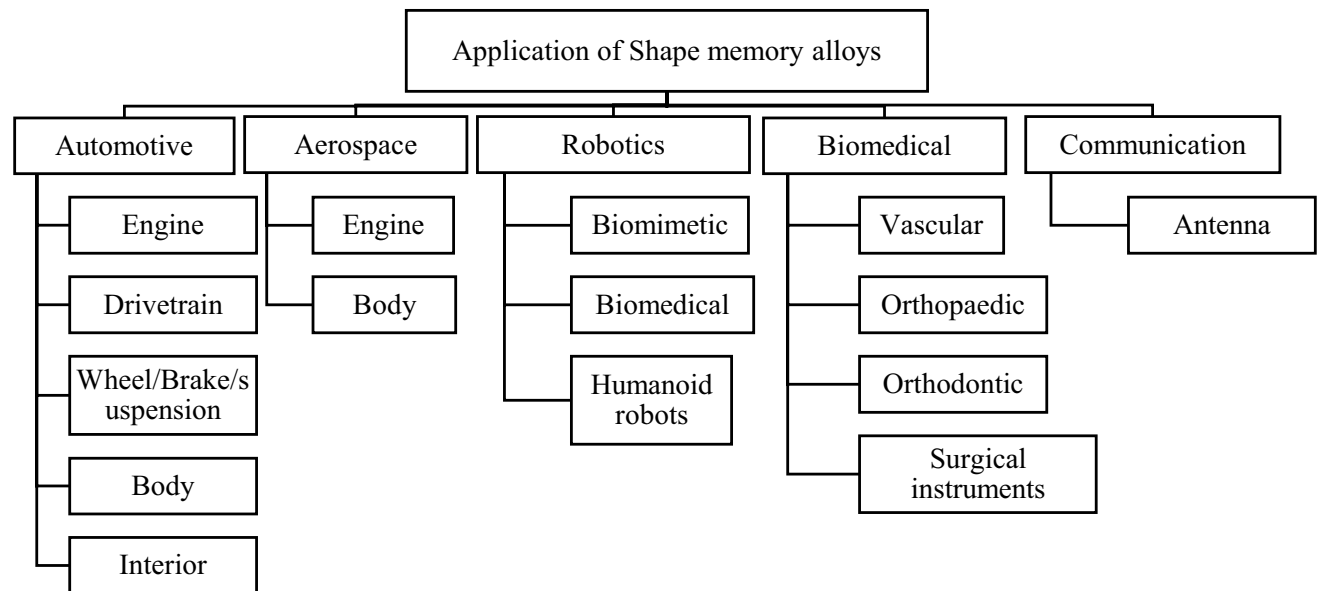 Application of Shape memory alloys
Automotive
Engine
Drivetrain
Wheel/Brake/s
uspension
Body
Interior
Aerospace
Engine
Body
Robotics
Biomimetic
Biomedical
Humanoid
robots
Biomedical
Vascular
Orthopaedic
Orthodontic
Surgical
instruments
Communication
Antenna